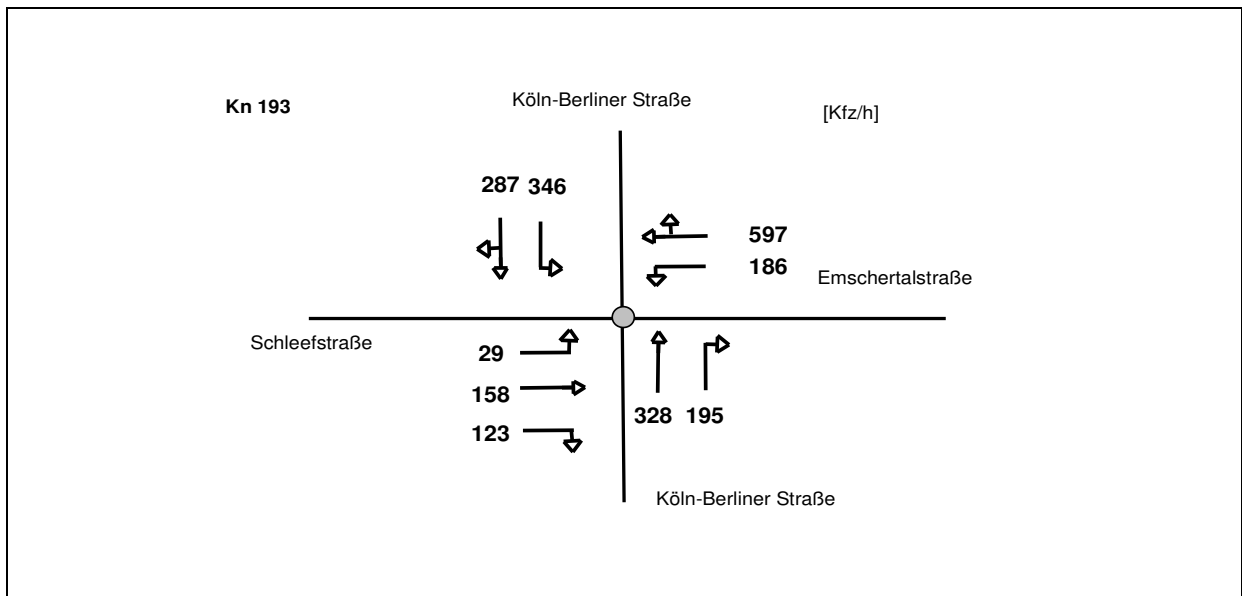 Köln-Berliner Straße
Kn 193
[Kfz/h]
287 346
597
186
Emschertalstraße
Schleefstraße
29
158
123
328 195
Köln-Berliner Straße